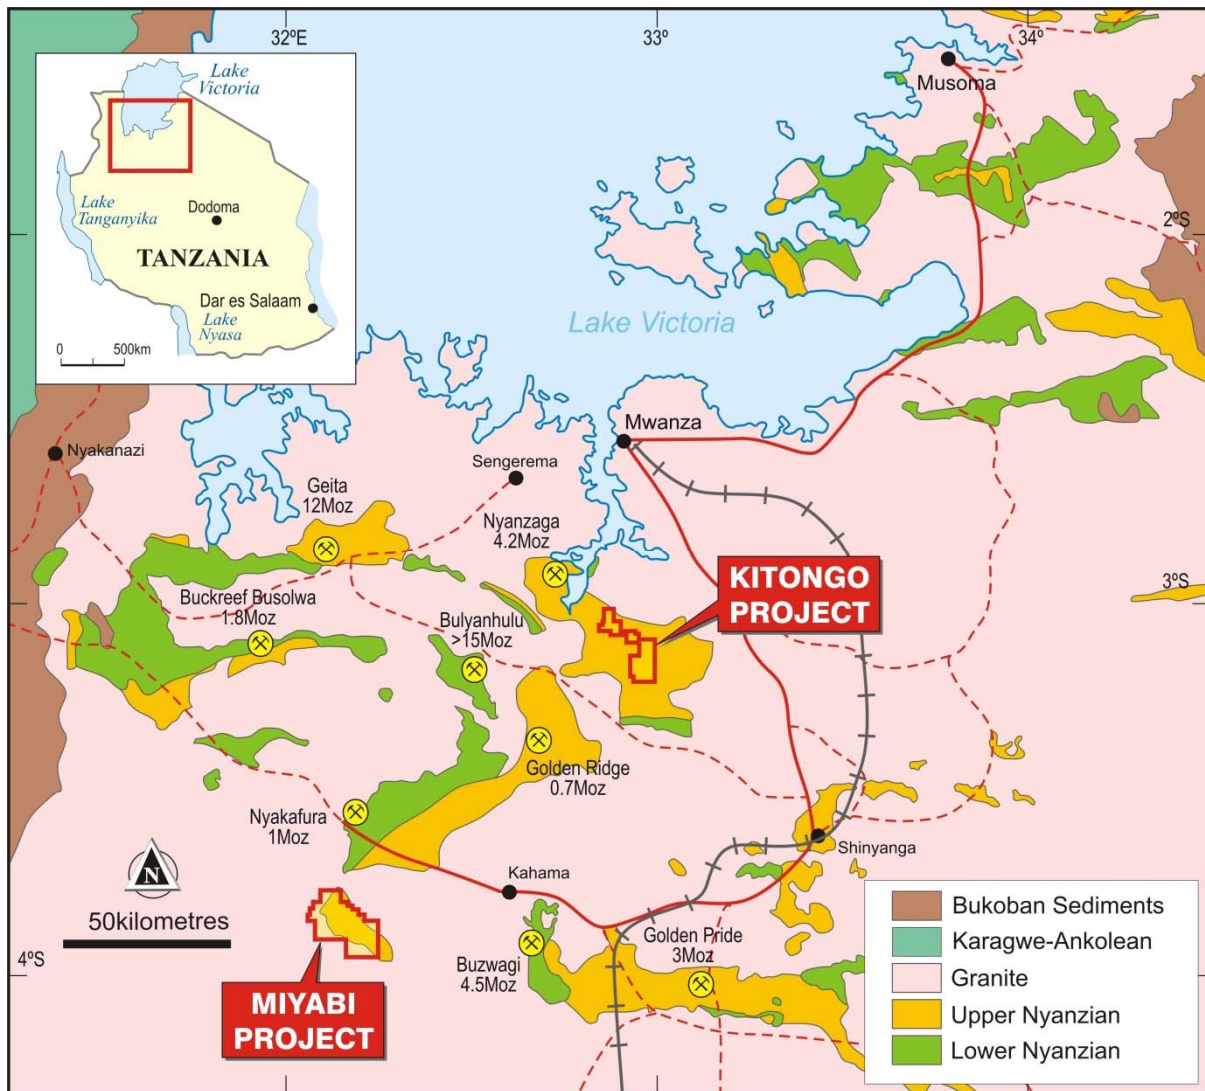 32ºE
33º
34º
Lake
Victoria
Lake
Tanganyika
Dodoma
TANZANIA
Dar es Salaam
Lake
Nyasa
0 500km
Musoma
2ºS
Lake Victoria
Mwanza
Nyakanazi
Sengerema
Geita
12Moz
Nyanzaga
4.2Moz
3ºS
KITONGO
PROJECT
Buckreef Busolwa
1.8Moz
Bulyanhulu
>15Moz
Golden Ridge
0.7Moz
Nyakafura
1Moz
Shinyanga
N
Kahama
50kilometres
Golden Pride
3Moz
Buzwagi
4.5Moz
4ºS
MIYABI
PROJECT
Bukoban Sediments
Karagwe-Ankolean
Granite
Upper Nyanzian
Lower Nyanzian